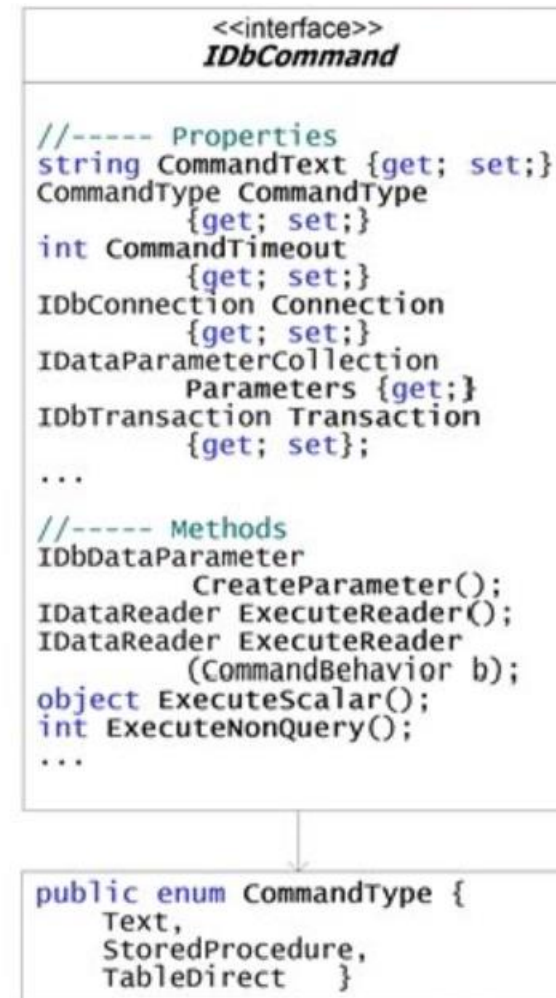 <<interface>>
IDbCommand
//----- Properties
string CommandText {get; set;}
CommandType CommandType
{get; set;}
int CommandTimeout
{get; set;}
IDbConnection Connection
{get; set;}
IDataParameterCollection
Parameters {get;}
IDbTransaction Transaction
{get; set};
...
//----- Methods
IDbDataParameter
CreateParameter();
IDataReader ExecuteReader();
IDataReader ExecuteReader
(CommandBehavior b);
object ExecuteScalar();
int ExecuteNonQuery();
...
public enum CommandType {
Text,
StoredProcedure,
TableDirect }